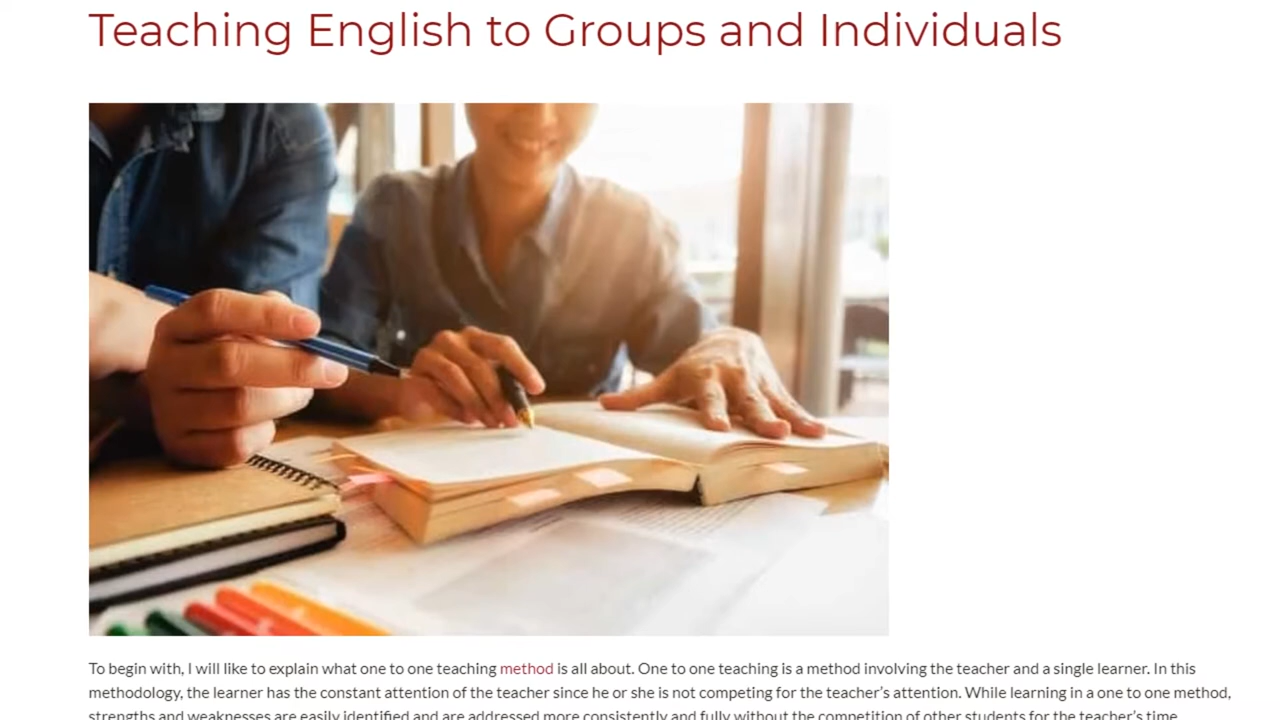 Teaching English to Groups and Individuals
To begin with, I will like to explain what one to one teaching method is all about. One to one teaching is a method involving the teacher and a single learner. In this
methodology, the learner has the constant attention of the teacher since he or she is not competing for the teacher's attention. While learning in a one to one method,
strengths and weaknesses are easily identified and are addressed more consistently and fully without the competition of other students for the teacher's time